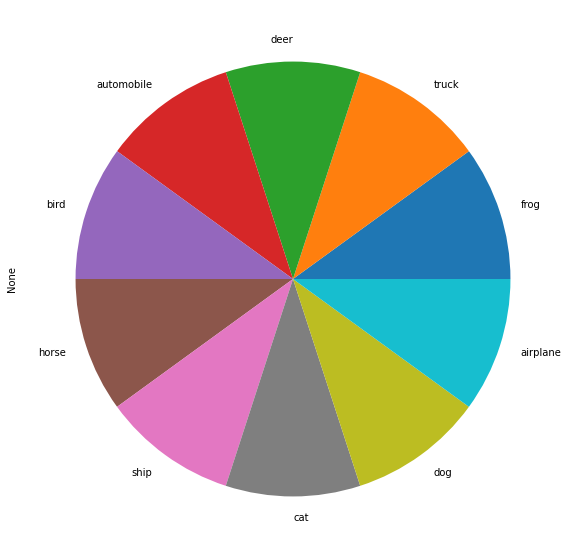 deer
automobile
truck
bird
frog
None
horse
airplane
ship
dog
cat